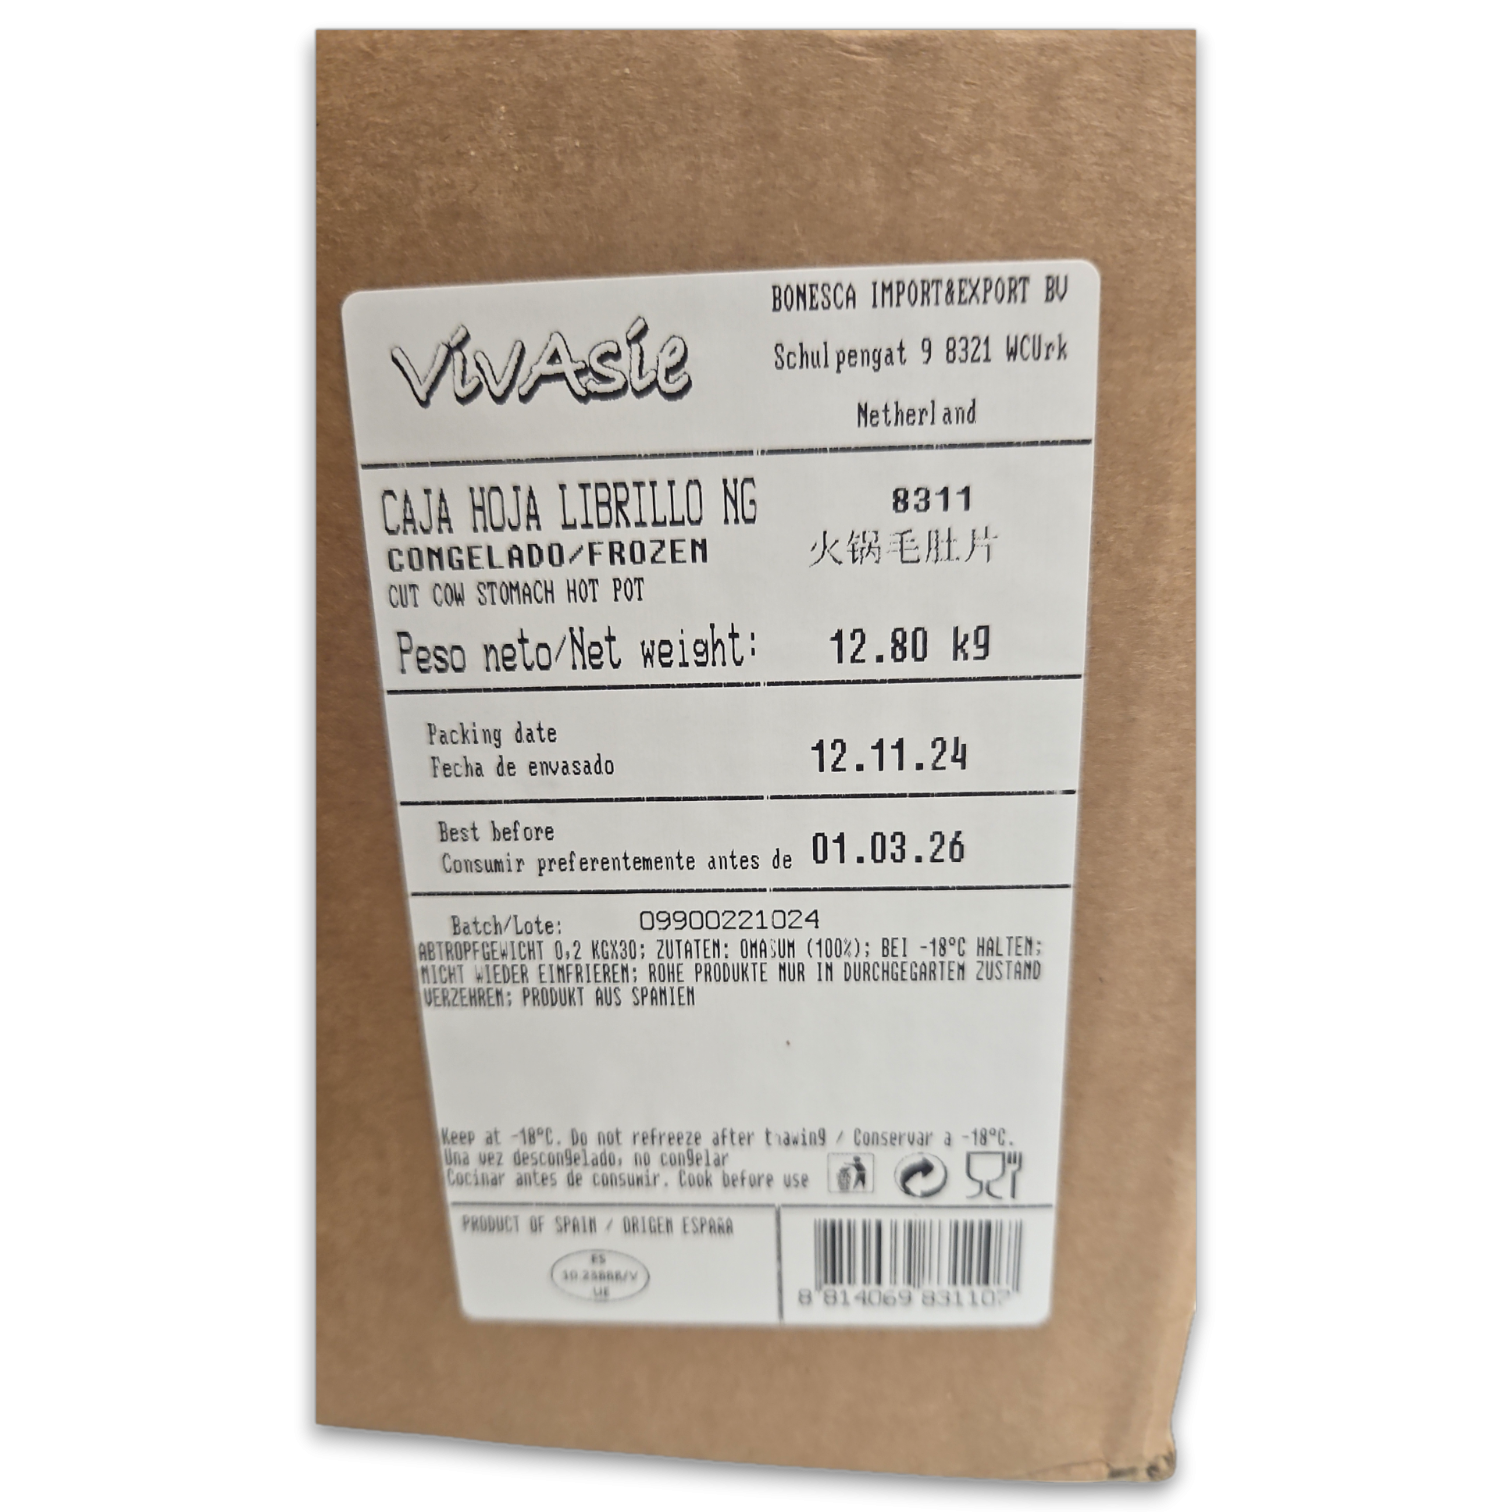 VívAsíe
BONESCA IMPORT&EXPORT BV
Schulpengat 9 8321 WCUrk
Netherland
CAJA HOJA LIBRILLO NG
8311
CONGELADO/FROZEN
火锅毛肚片
CUT COW STOMACH HOT POT
Peso neto/Net weight: 12.80 kg
Packing date
Fecha de envasado
12.11.24
Best before
Consumir preferentemente antes de 01.03.26
Batch/Lote: 09900221024
ABTROPFGEWICHT 0,2 KGX30; ZUTATEN: OMASUM (100%); BEI -18°C HALTEN;
NICHT WIEDER EINFRIEREN; ROHE PRODUKTE NUR IN DURCHGEGARTEN ZUSTAND
VERZEHREN; PRODUKT AUS SPANIEN
Keep at -18°C. Do not refreeze after thawing / Conservar a -18°C.
Una vez descongelado, no congelar
Cocinar antes de consumir. Cook before use
PRODUCT OF SPAIN / ORIGEN ESPAÑA
ES
UE
8 814069 831107